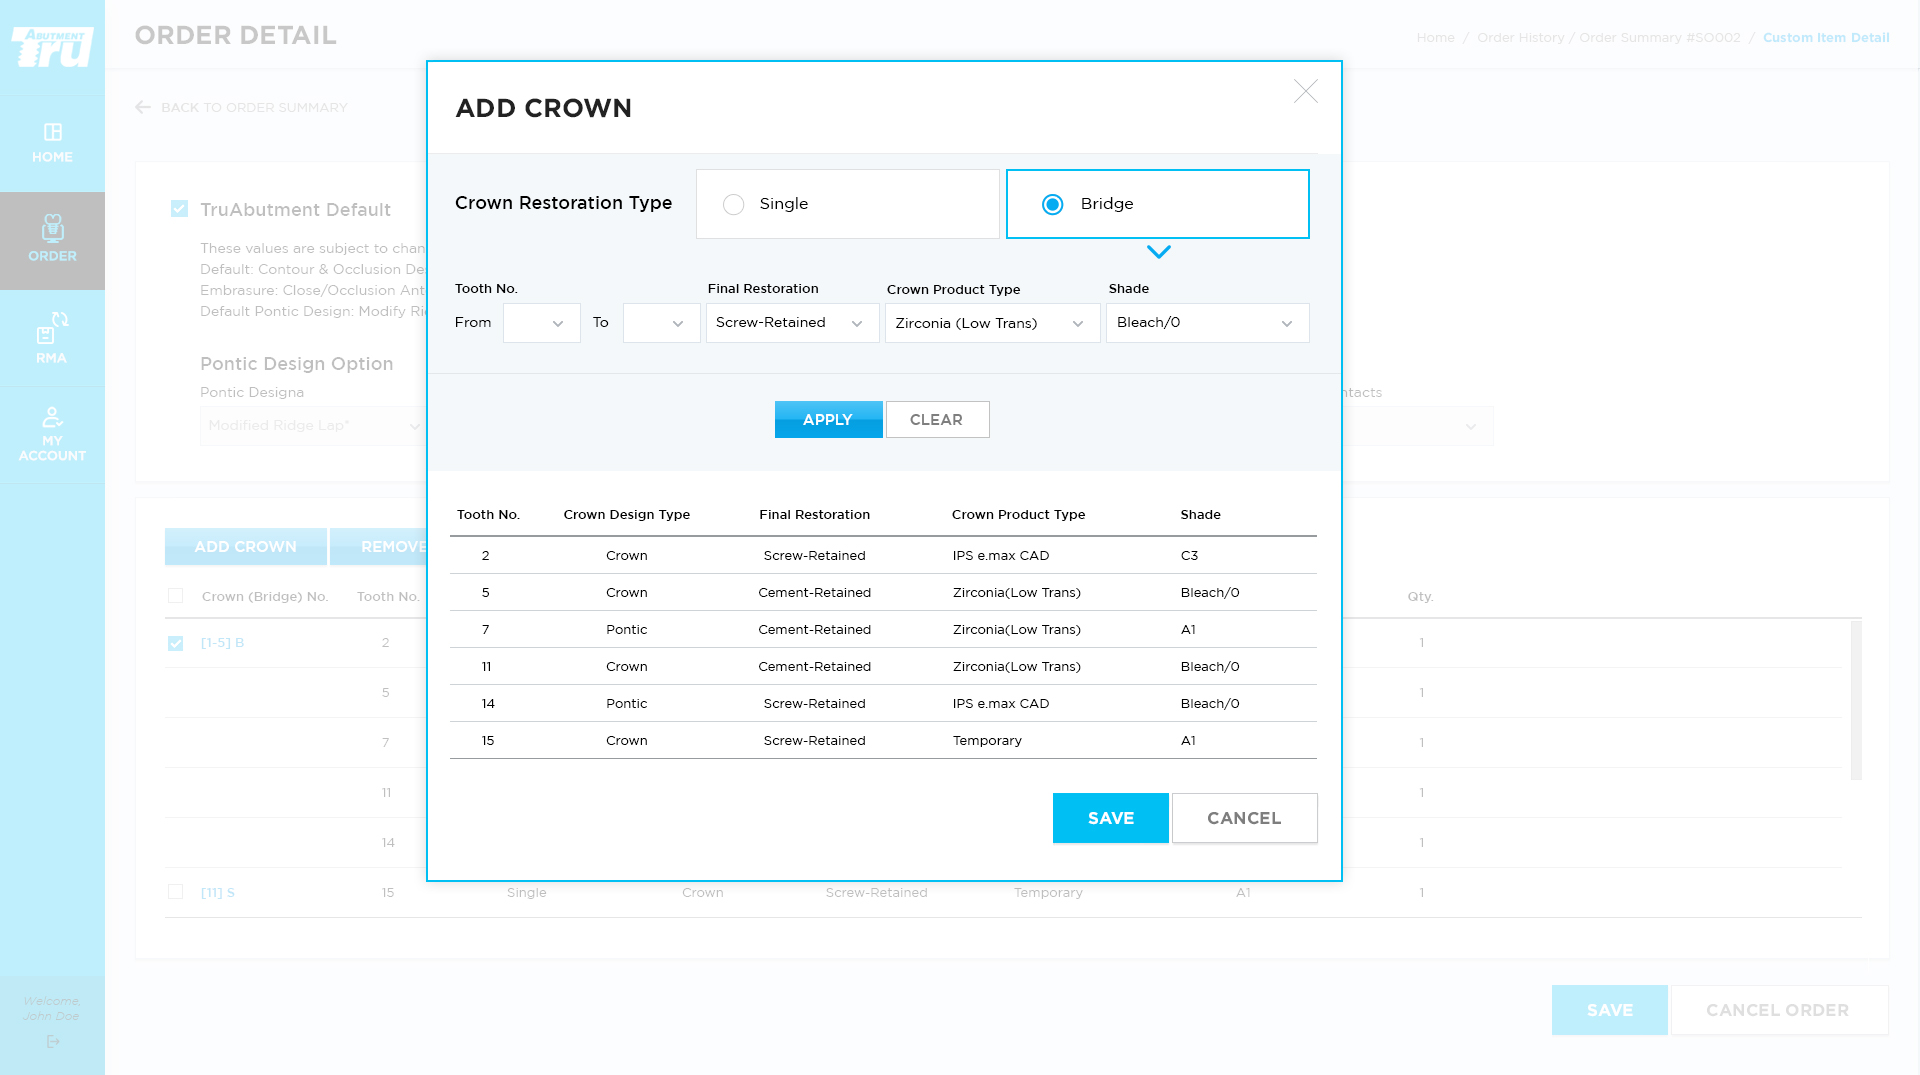 ABUTMENT
Tru
HOME
ORDER
RMA
MY
ACCOUNT
Welcome,
John Doe
ORDER DETAIL
Home / Order History / Order Summary #SO002 / Custom Item Detail
BACK TO ORDER SUMMARY
TruAbutment Default
These values are subject to chan
Default: Contour & Occlusion De
Embrasure: Close/Occlusion Ant
Default Pontic Design: Modify Ri
Pontic Design Option
Pontic Designa
ntacts
Modified Ridge Lap*
ADD CROWN
REMOVE
Crown (Bridge) No. Tooth No. Qty.
[1-5] B 2 1
5 1
7 1
11 1
14 1
[11] S 15 Single Crown Screw-Retained Temporary A1 1
SAVE
CANCEL ORDER
ADD CROWN
Crown Restoration Type
Single
Bridge
Tooth No. Final Restoration Crown Product Type Shade
From To Screw-Retained Zirconia (Low Trans) Bleach/0
APPLY
CLEAR
Tooth No. Crown Design Type Final Restoration Crown Product Type Shade
2 Crown Screw-Retained IPS e.max CAD C3
5 Crown Cement-Retained Zirconia(Low Trans) Bleach/0
7 Pontic Cement-Retained Zirconia(Low Trans) A1
11 Crown Cement-Retained Zirconia(Low Trans) Bleach/0
14 Pontic Screw-Retained IPS e.max CAD Bleach/0
15 Crown Screw-Retained Temporary A1
SAVE
CANCEL